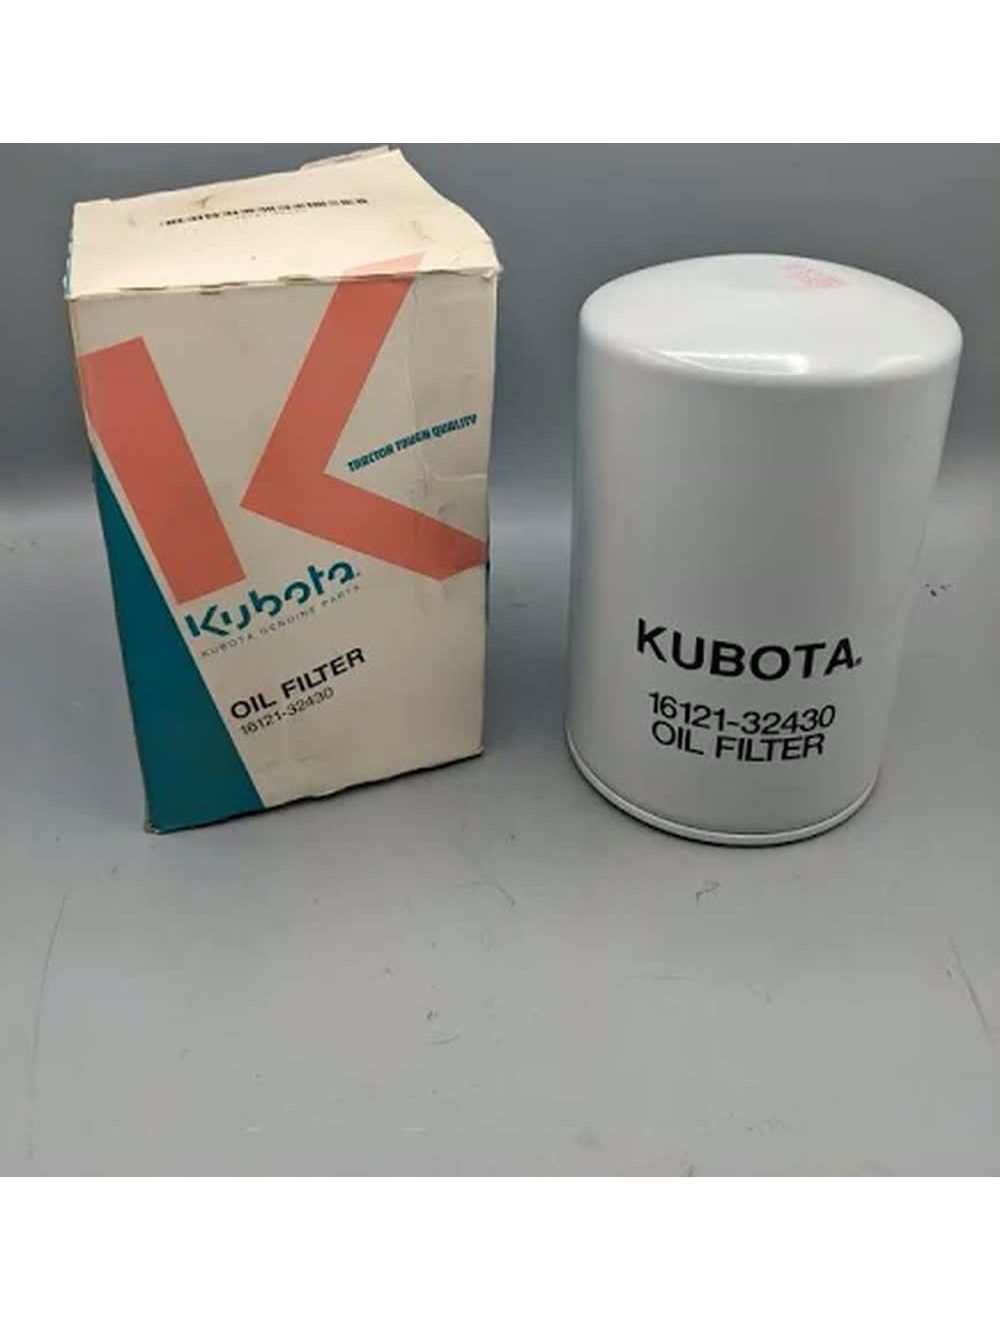 TRACTOR TOUGH QUALITY
Kubota
KUBOTA GENUINE PARTS
OIL FILTER
16121-32430
KUBOTA
16121-32430
OIL FILTER